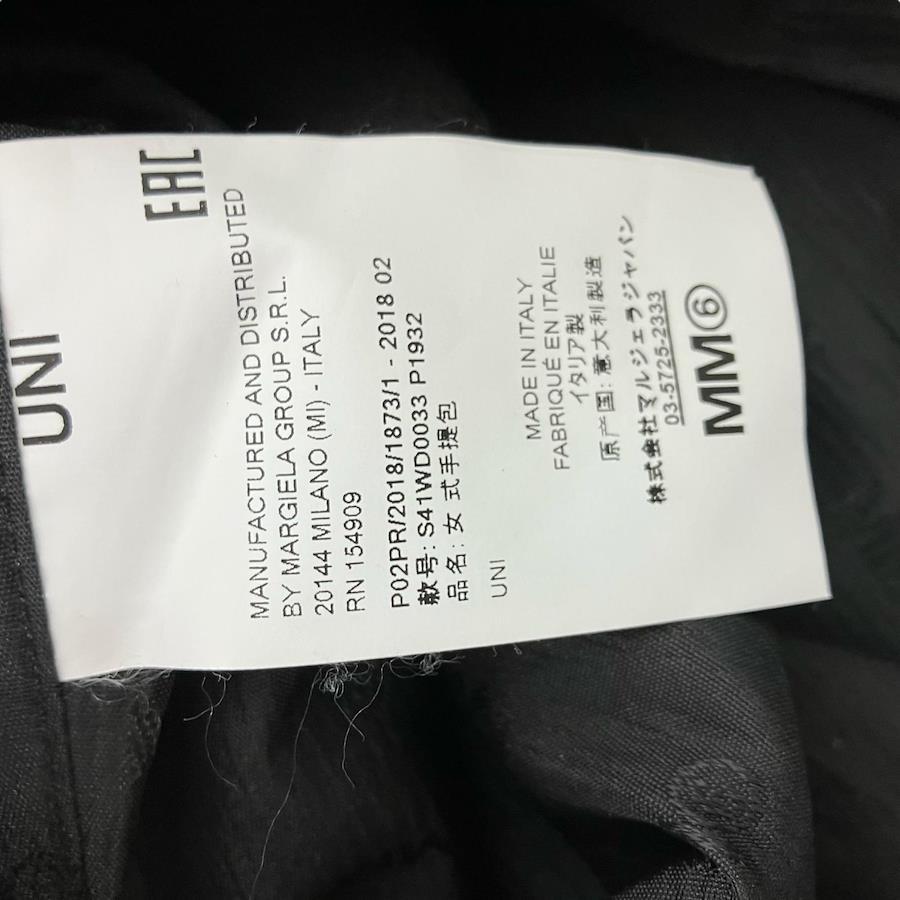 UNI
EAC
MANUFACTURED AND DISTRIBUTED
BY MARGIELA GROUP S.R.L.
20144 MILANO (MI) - ITALY
RN 154909
P02PR/2018/1873/1 - 2018 02
款号: S41WD0033 P1932
品名: 女 式手提包
UNI
MADE IN ITALY
FABRIQUÉ EN ITALIE
イタリア製
原产国: 意大利製造
株式会社マルジェラジャパン
03-5725-2333
MM⑥